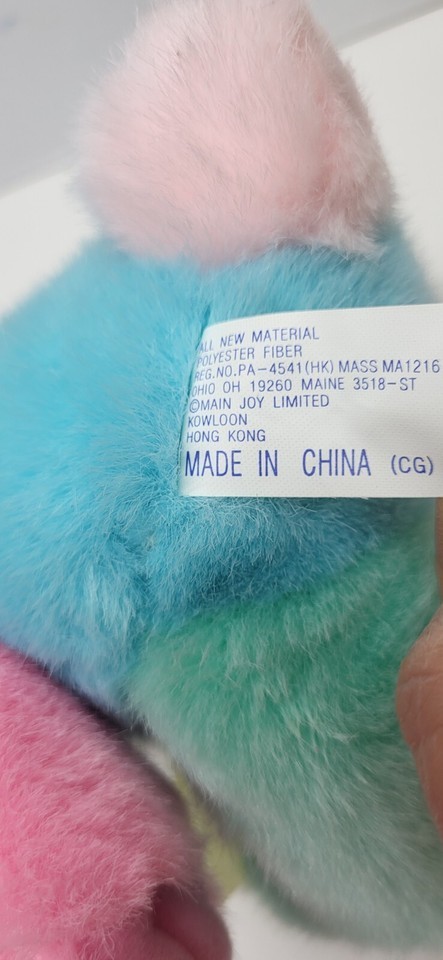 ALL NEW MATERIAL
POLYESTER FIBER
REG.NO.PA-4541(HK) MASS MA1216
OHIO OH 19260 MAINE 3518-ST
©MAIN JOY LIMITED
KOWLOON
HONG KONG
MADE IN CHINA (CG)